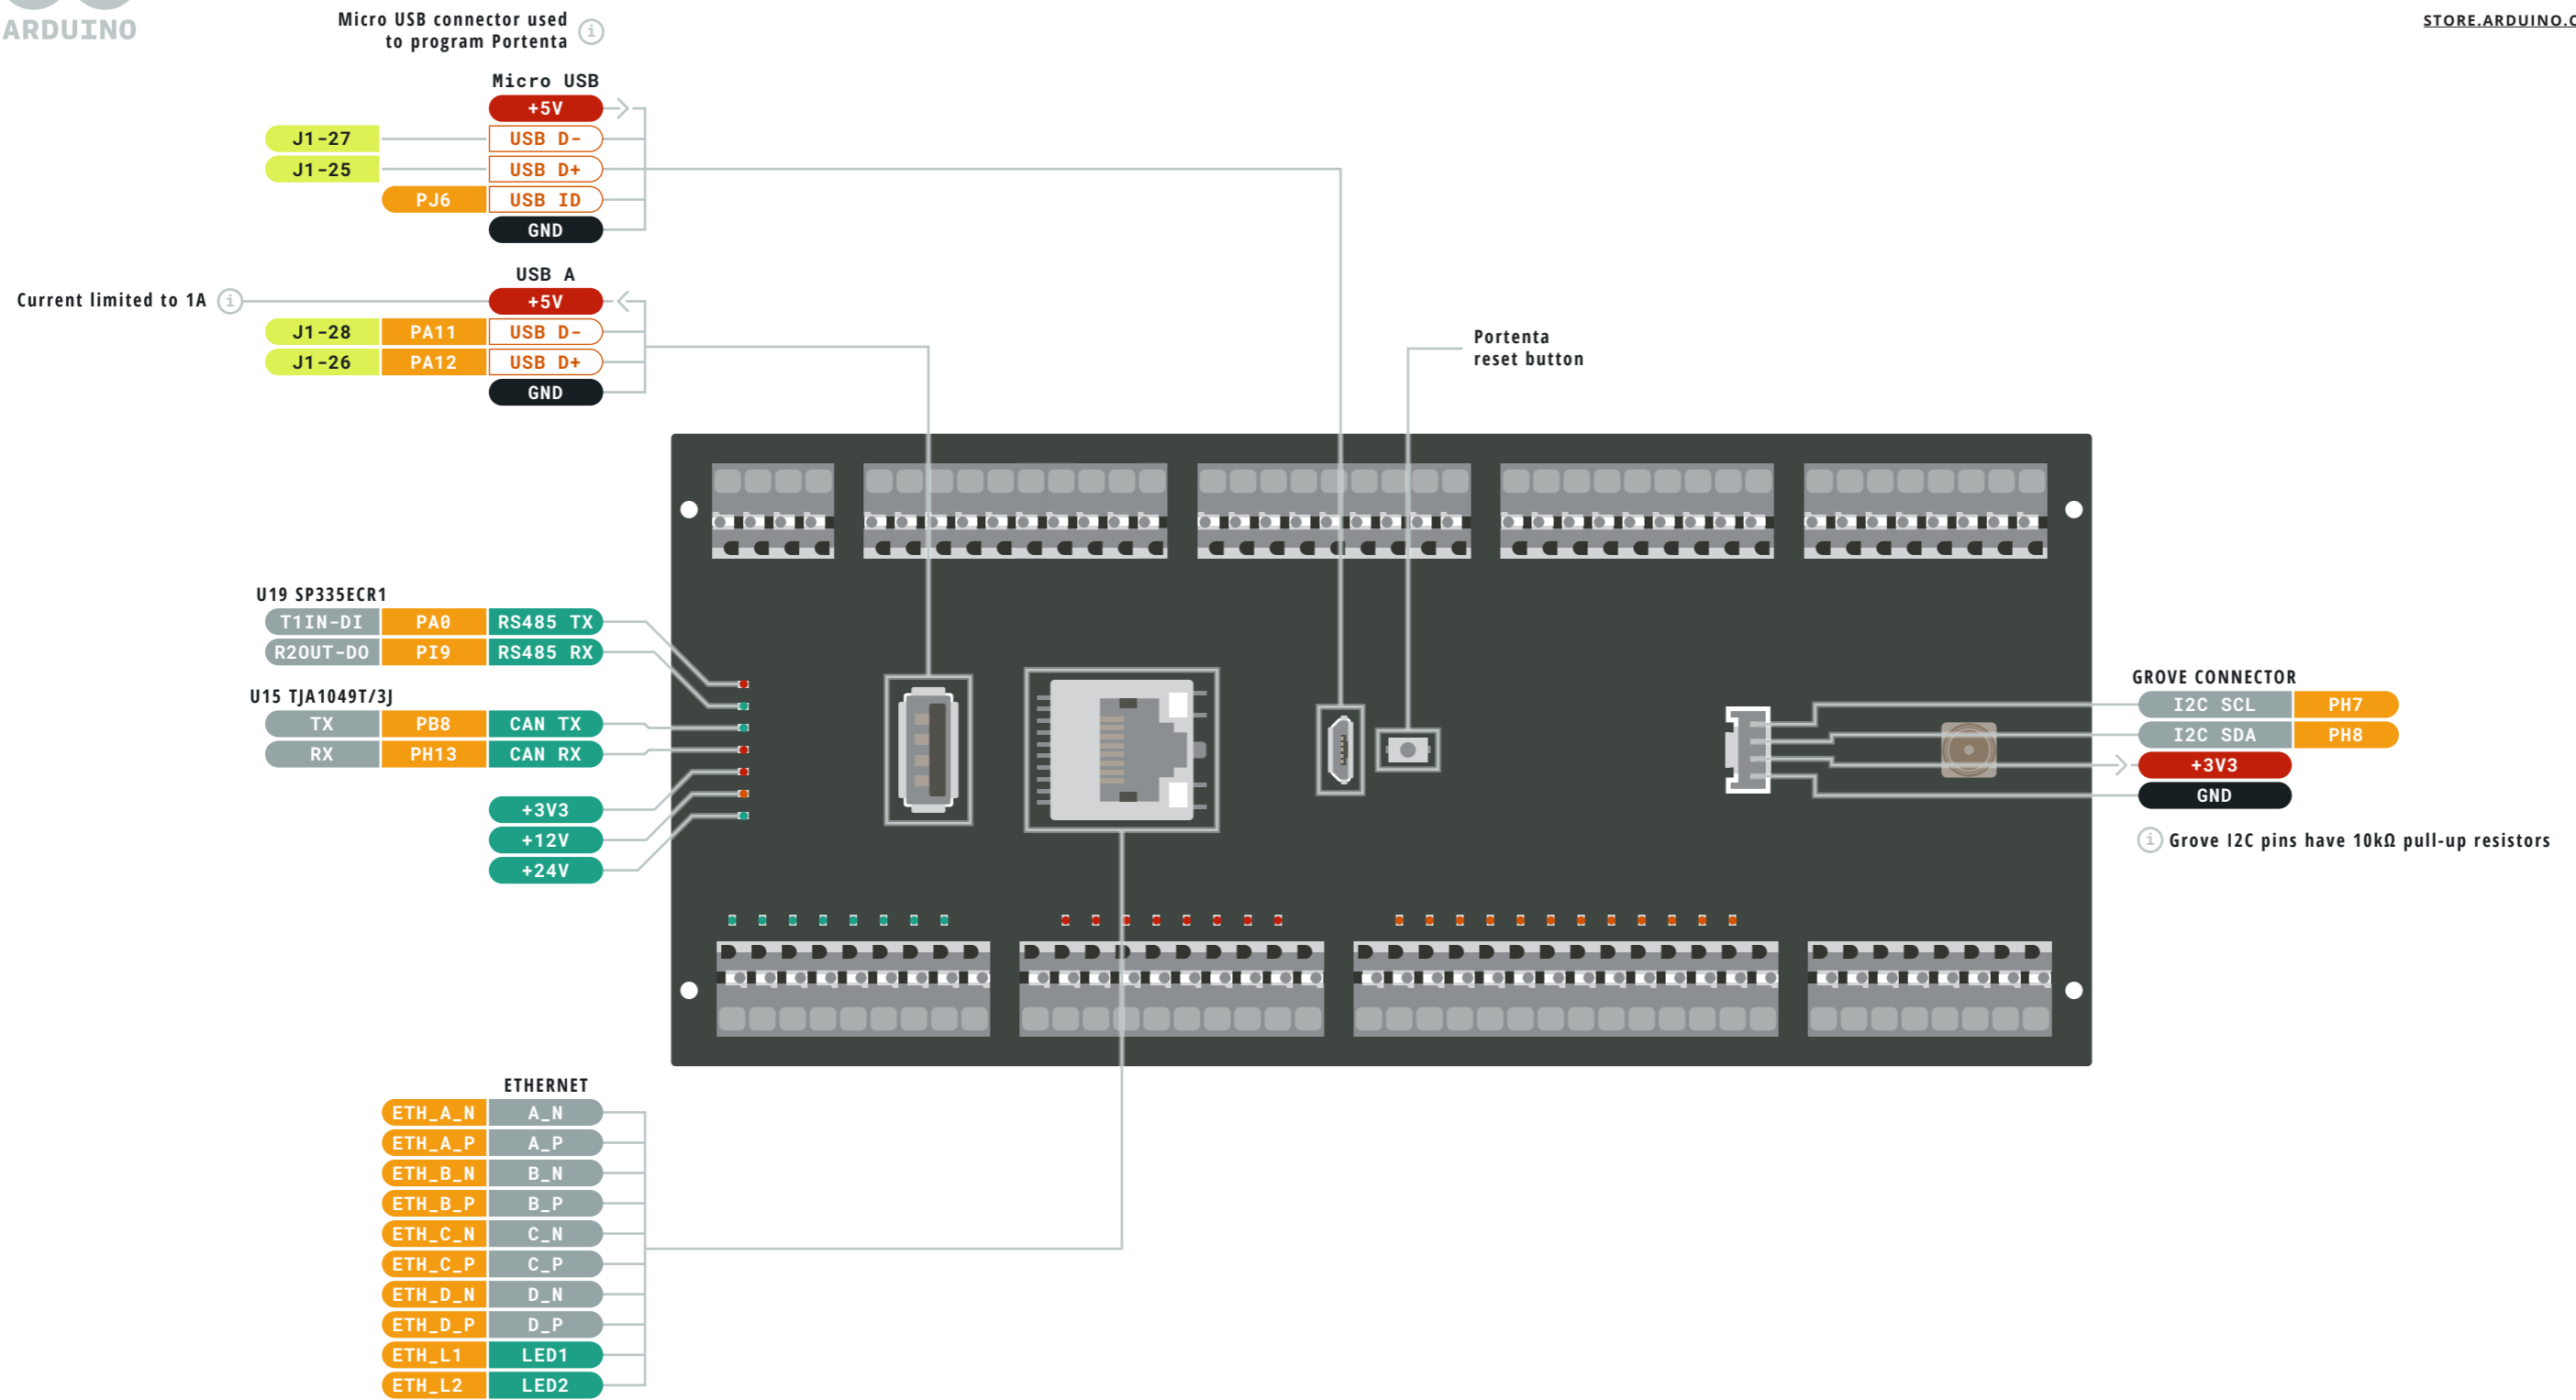 ARDUINO
Micro USB connector used
to program Portenta
i
Micro USB
+5V
J1-27 USB D-
J1-25 USB D+
PJ6 USB ID
GND
USB A
Current limited to 1A i +5V
J1-28 PA11 USB D-
J1-26 PA12 USB D+
GND
Portenta
reset button
U19 SP335ECR1
T1IN-DI PA0 RS485 TX
R2OUT-DO PI9 RS485 RX
U15 TJA1049T/3J
TX PB8 CAN TX
RX PH13 CAN RX
+3V3
+12V
+24V
GROVE CONNECTOR
I2C SCL PH7
I2C SDA PH8
+3V3
GND
i Grove I2C pins have 10kΩ pull-up resistors
ETHERNET
ETH_A_N A_N
ETH_A_P A_P
ETH_B_N B_N
ETH_B_P B_P
ETH_C_N C_N
ETH_C_P C_P
ETH_D_N D_N
ETH_D_P D_P
ETH_L1 LED1
ETH_L2 LED2